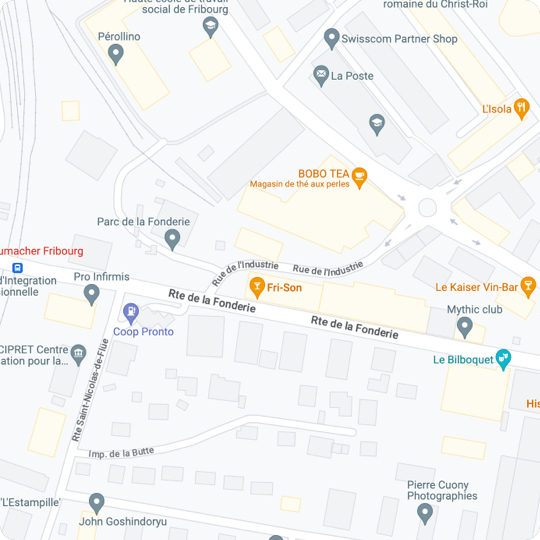 Haute école de travail
social de Fribourg
romaine du Christ-Roi
Pérollino
Swisscom Partner Shop
La Poste
L'Isola
BOBO TEA
Magasin de thé aux perles
Parc de la Fonderie
umacher Fribourg
Rue de l'Industrie
Rue de l'Industrie
d'Integration
sionnelle
Pro Infirmis
Fri-Son
Le Kaiser Vin-Bar
Rte de la Fonderie
Mythic club
Coop Pronto
Rte de la Fonderie
CIPRET Centre
ation pour la...
Le Bilboquet
Rte Saint-Nicolas-de-Flüe
His
Imp. de la Butte
'L'Estampille'
Pierre Cuony
Photographies
John Goshindoryu